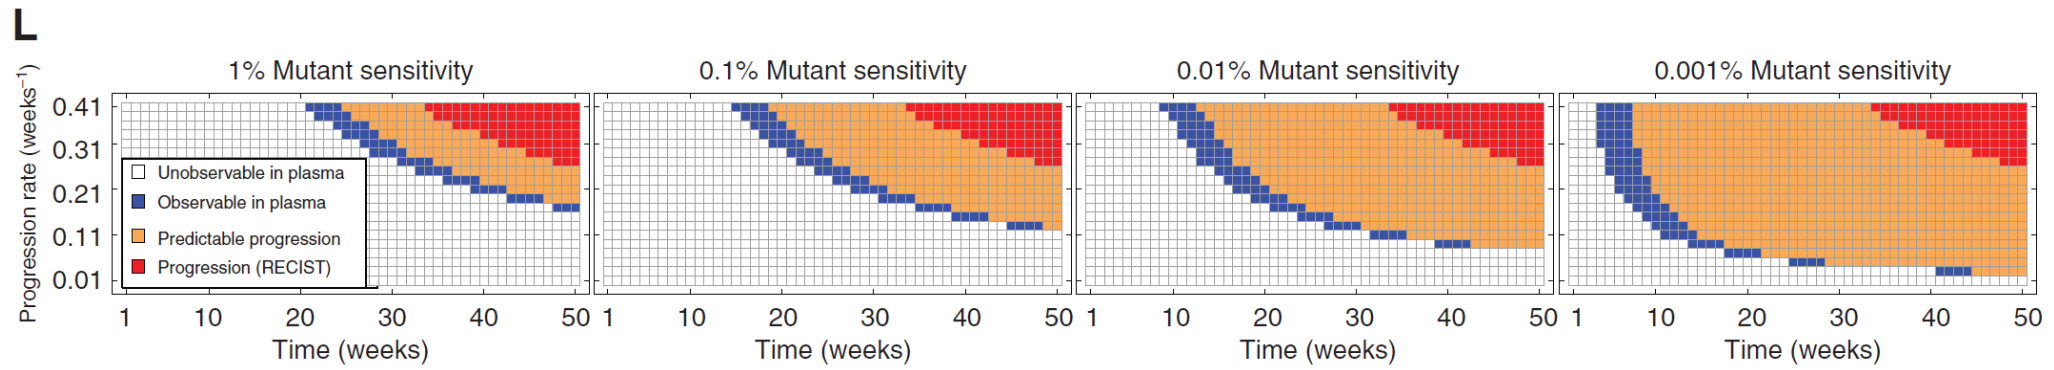 L
1% Mutant sensitivity
0.1% Mutant sensitivity
0.01% Mutant sensitivity
0.001% Mutant sensitivity
Progression rate (weeks⁻¹)
0.41
0.31
0.21
0.11
0.01
Unobservable in plasma
Observable in plasma
Predictable progression
Progression (RECIST)
1 10 20 30 40 50
1 10 20 30 40 50
1 10 20 30 40 50
1 10 20 30 40 50
Time (weeks)
Time (weeks)
Time (weeks)
Time (weeks)